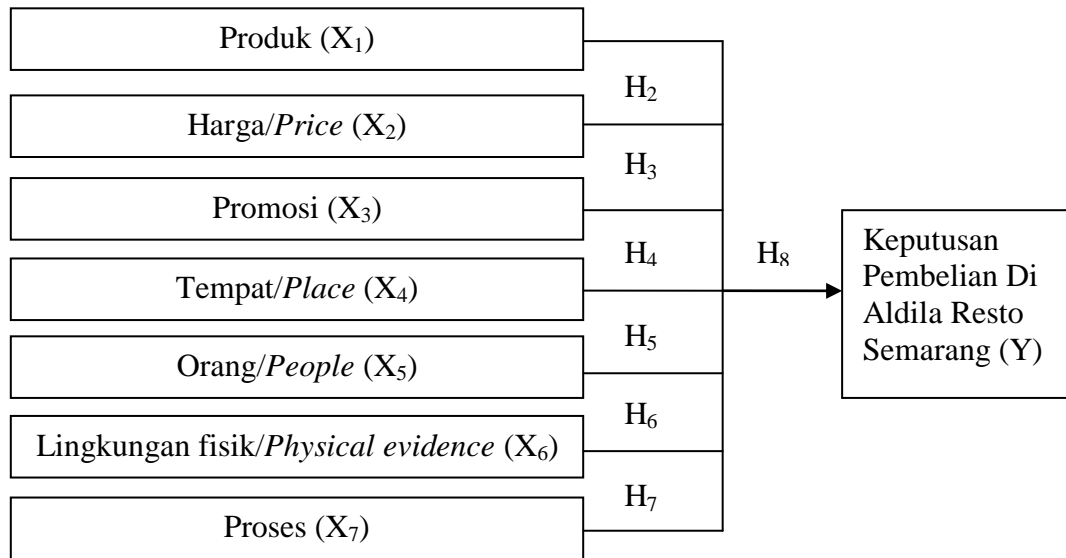 Produk (X₁)
H₂
Harga/Price (X₂)
H₃
Promosi (X₃)
H₄
Tempat/Place (X₄)
H₅
Orang/People (X₅)
H₆
Lingkungan fisik/Physical evidence (X₆)
H₇
Proses (X₇)
H₈
Keputusan
Pembelian Di
Aldila Resto
Semarang (Y)